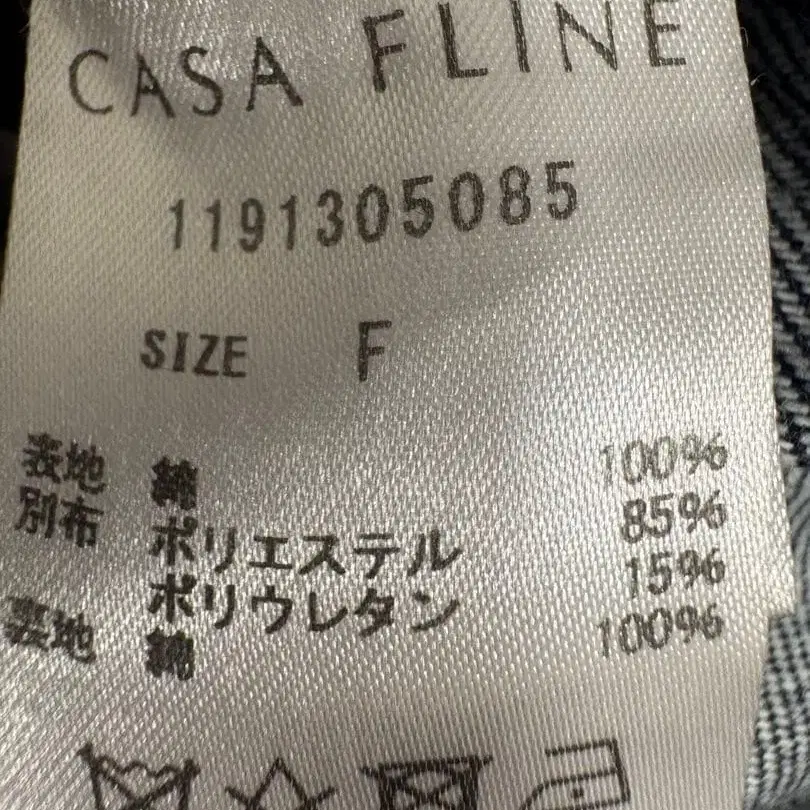 CASA FLINE
1191305085
SIZE F
表地 綿 100%
別布 ポリエステル 85%
ポリウレタン 15%
裏地 綿 100%